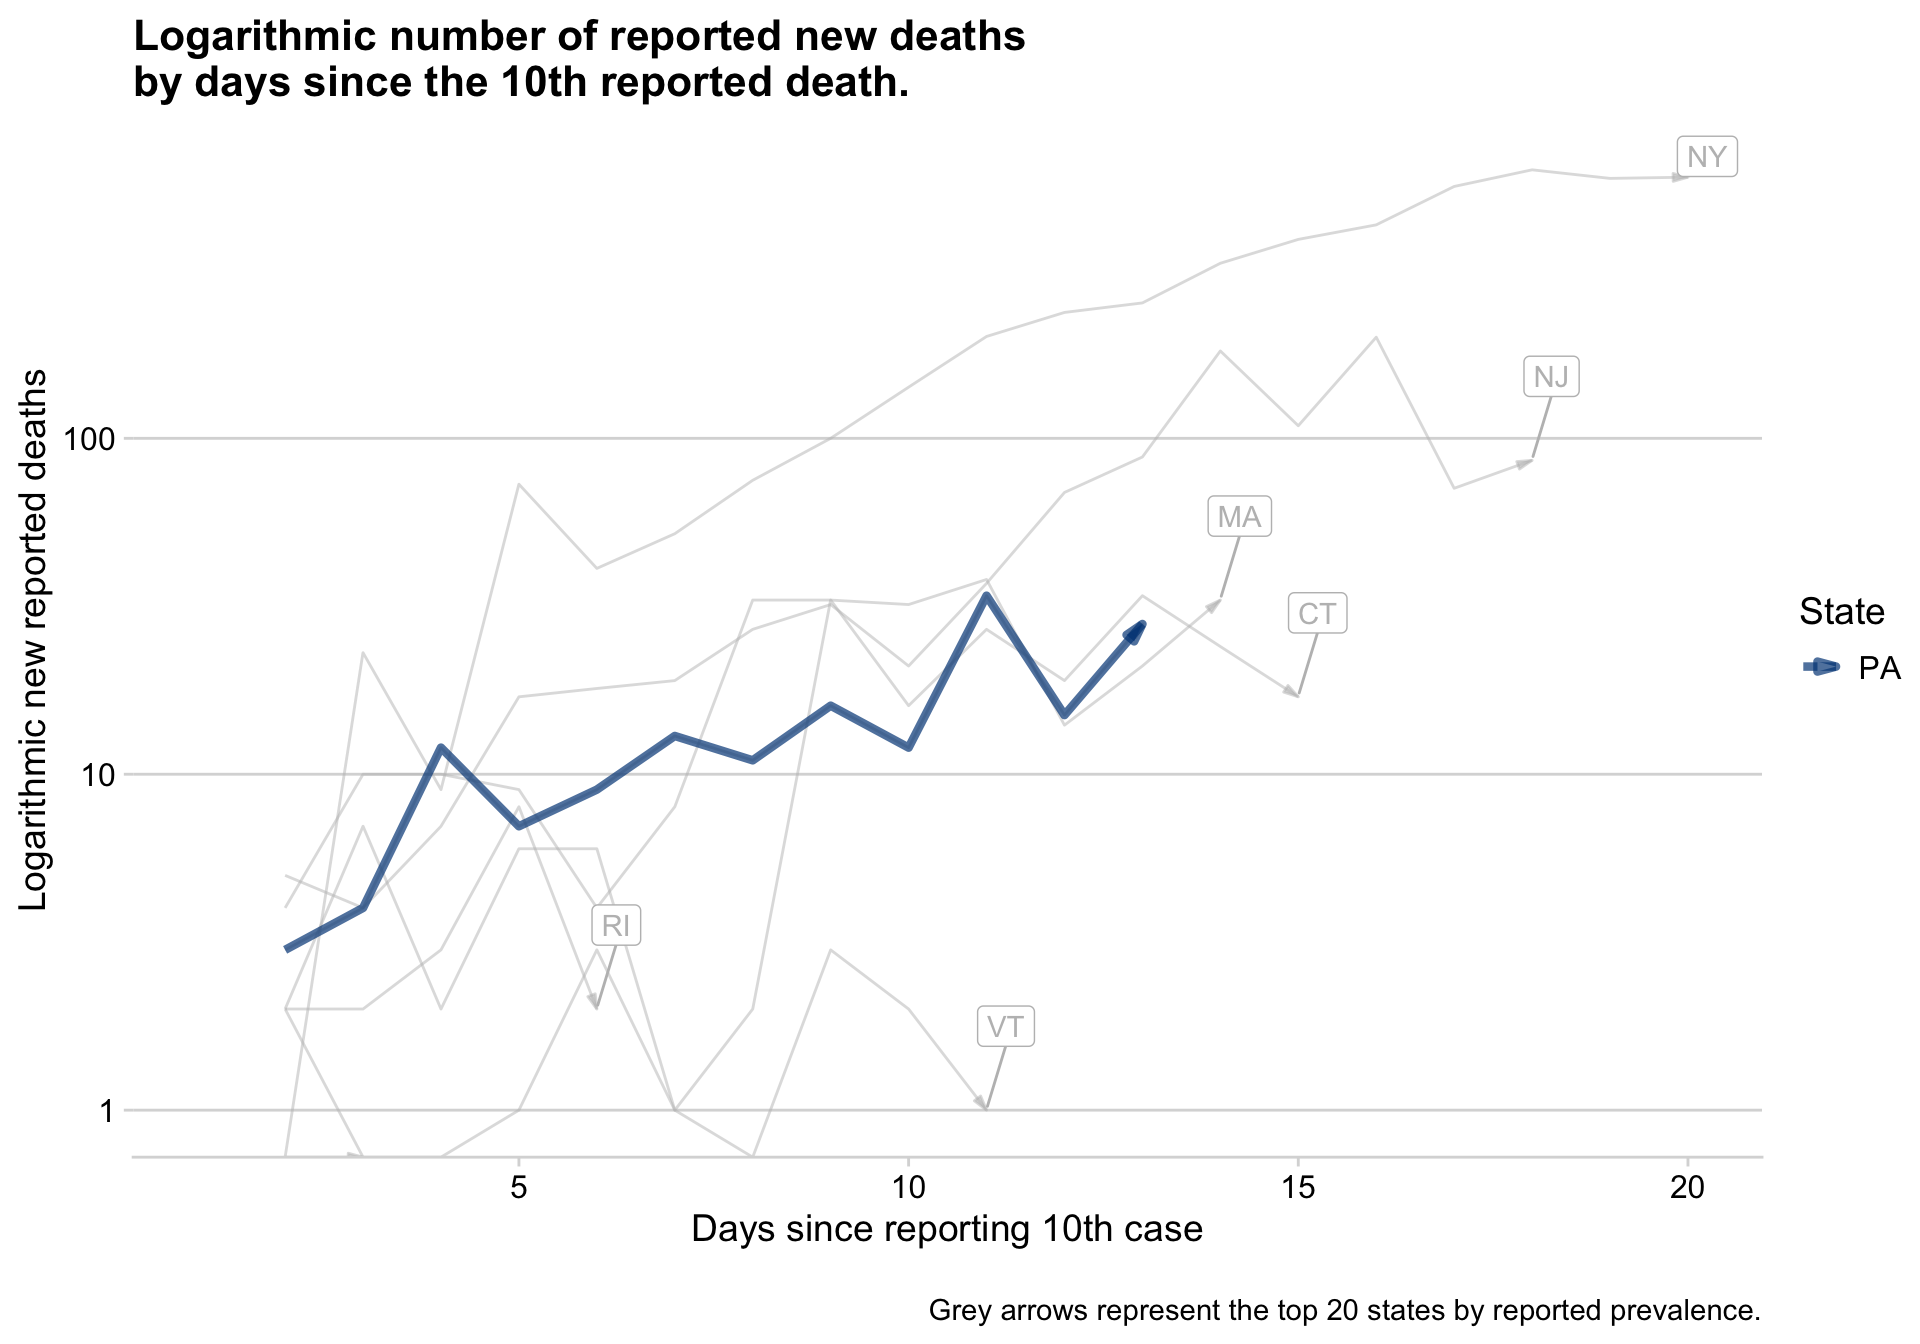 Logarithmic number of reported new deaths
by days since the 10th reported death.
NY
NJ
100
MA
CT
Logarithmic new reported deaths
State
PA
10
RI
VT
1
5 10 15 20
Days since reporting 10th case
Grey arrows represent the top 20 states by reported prevalence.